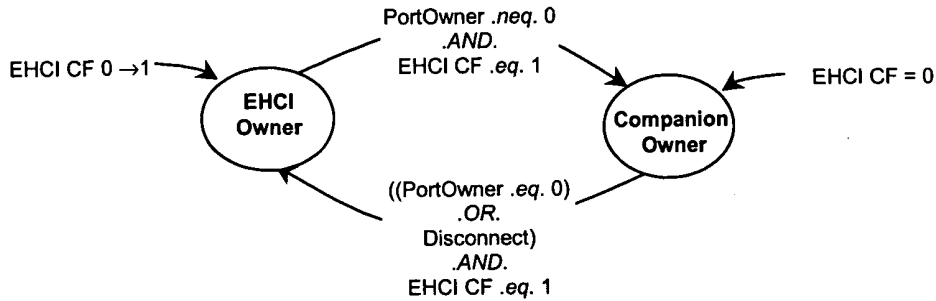 PortOwner .neq. 0
.AND.
EHCI CF .eq. 1
EHCI CF 0 →1
EHCI CF = 0
EHCI
Owner
Companion
Owner
((PortOwner .eq. 0)
.OR.
Disconnect)
.AND.
EHCI CF .eq. 1